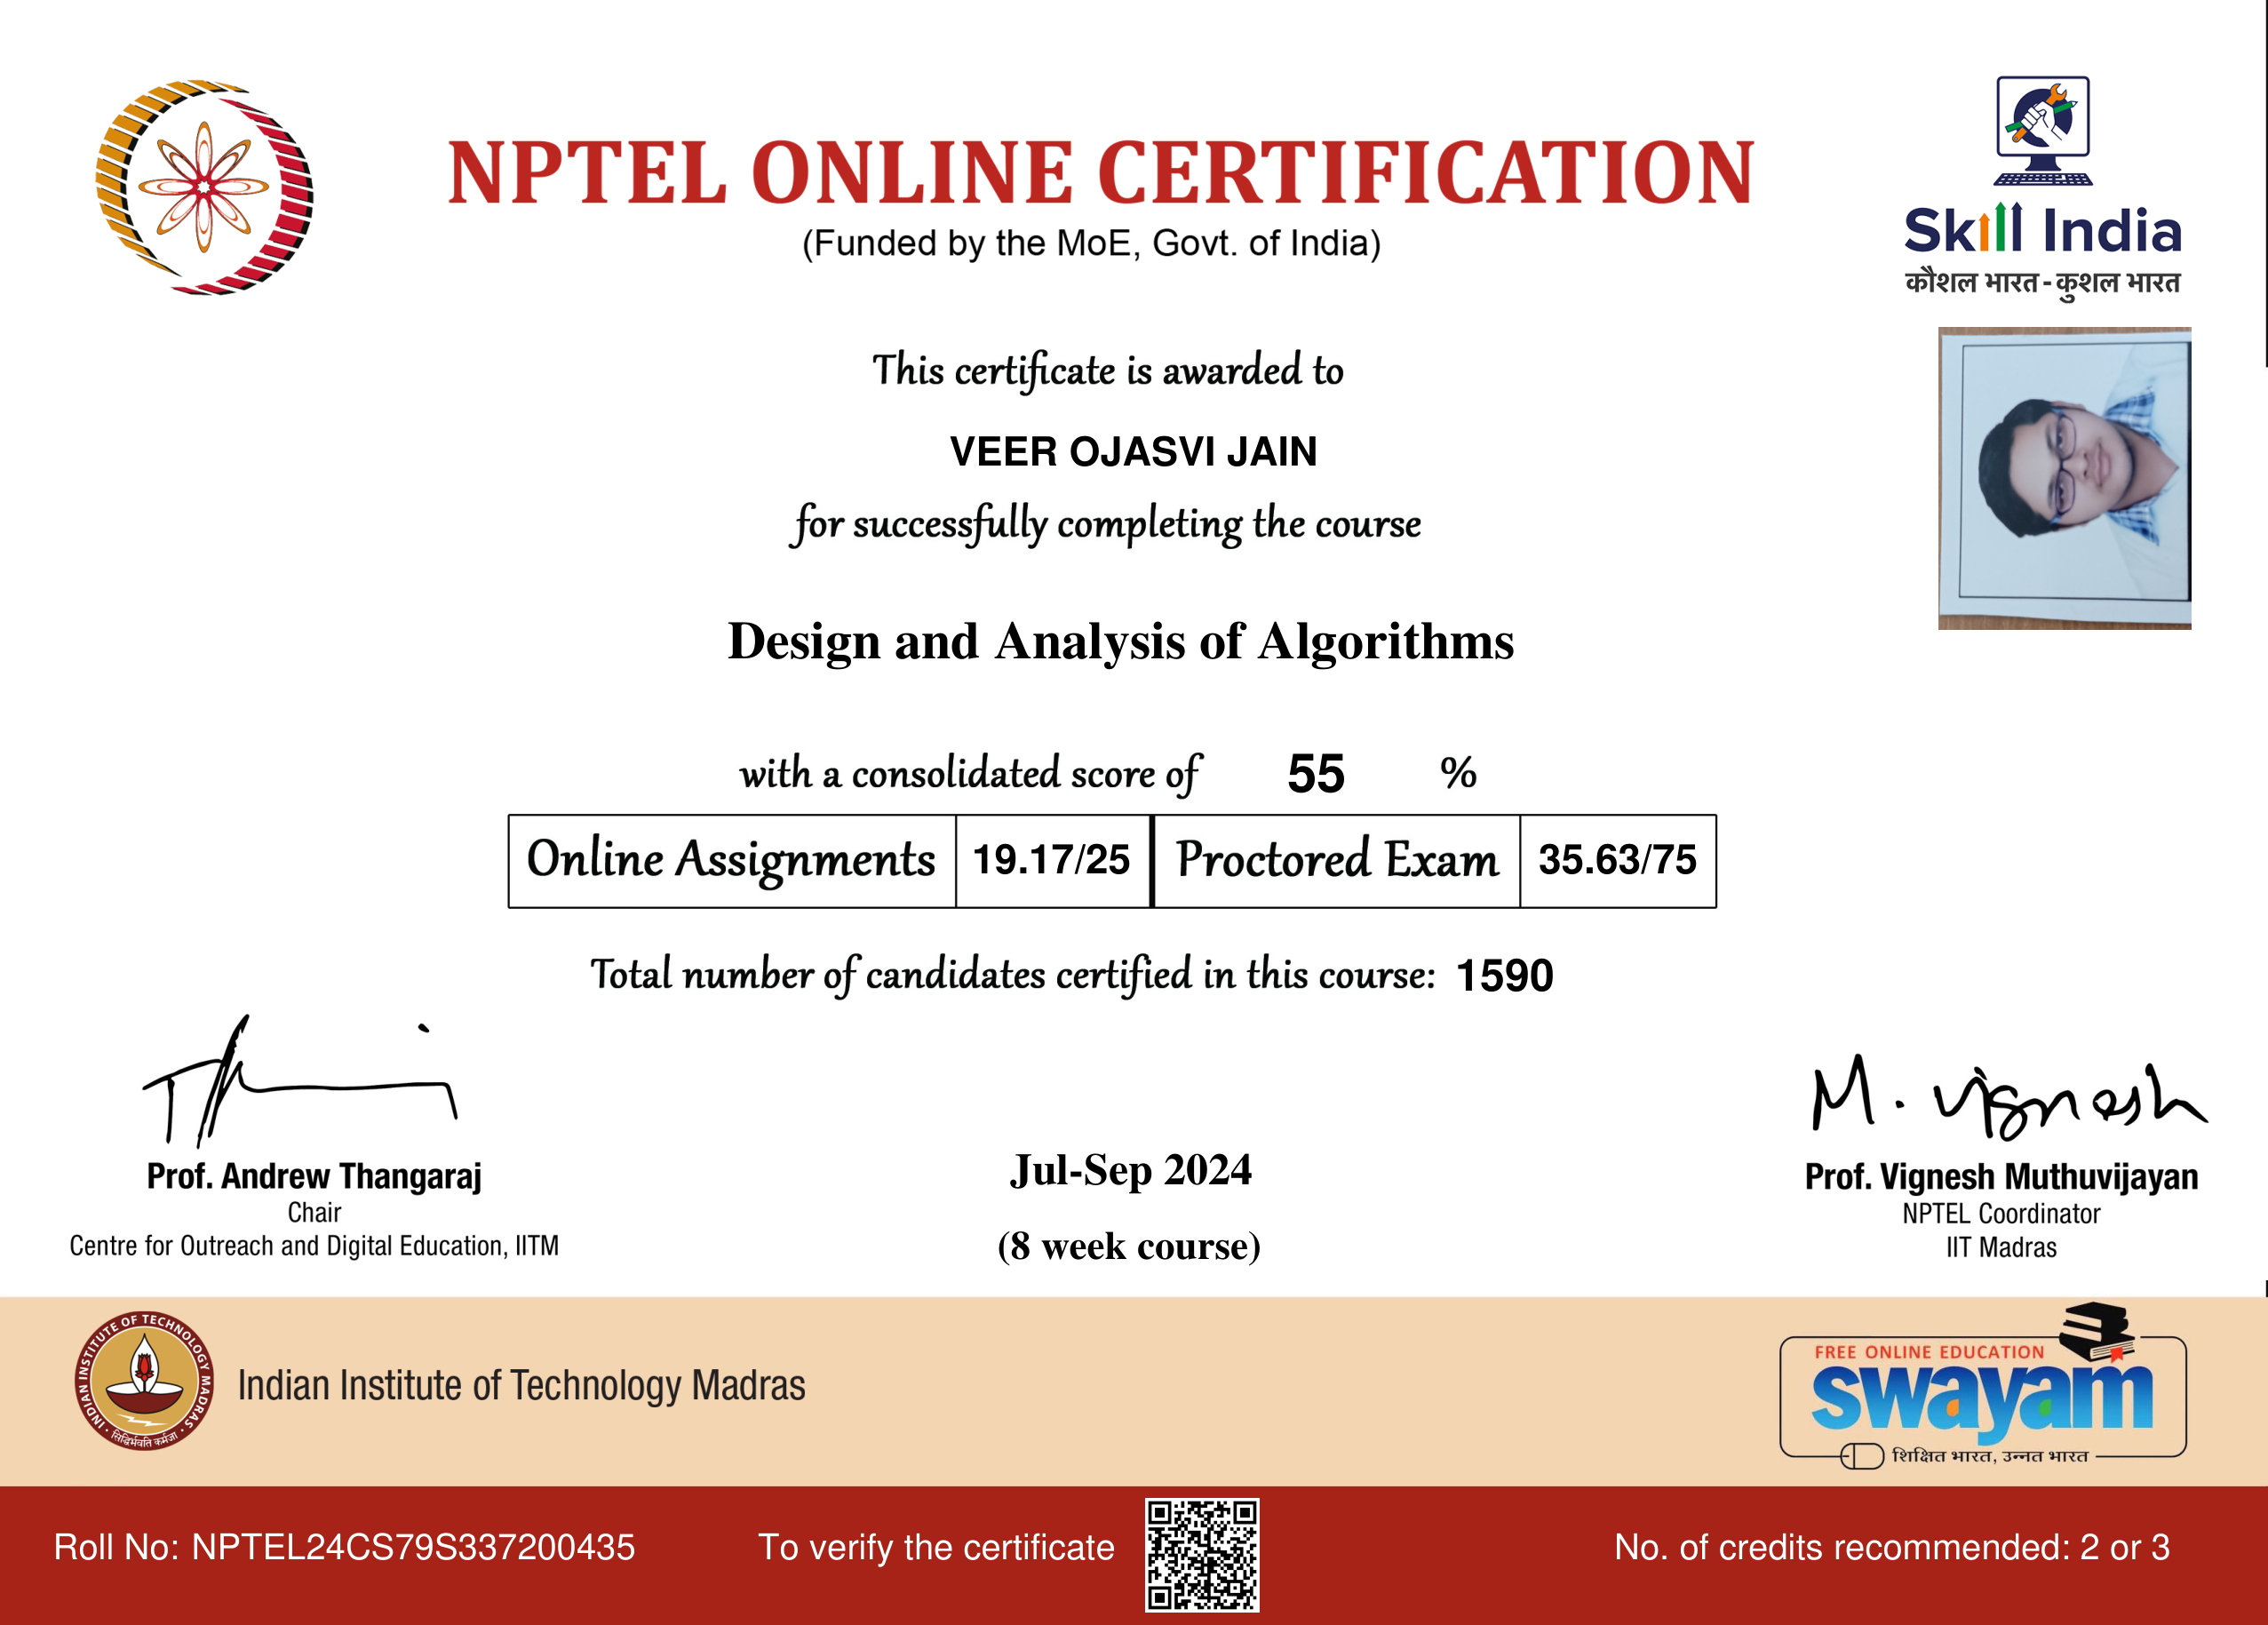 NPTEL ONLINE CERTIFICATION
(Funded by the MoE, Govt. of India)
Skill India
कौशल भारत - कुशल भारत
This certificate is awarded to
VEER OJASVI JAIN
for successfully completing the course
Design and Analysis of Algorithms
with a consolidated score of 55 %
Online Assignments 19.17/25 Proctored Exam 35.63/75
Total number of candidates certified in this course: 1590
M. Vignesh
Prof. Andrew Thangaraj
Chair
Centre for Outreach and Digital Education, IITM
Jul-Sep 2024
(8 week course)
Prof. Vignesh Muthuvijayan
NPTEL Coordinator
IIT Madras
INDIAN INSTITUTE OF TECHNOLOGY MADRAS
सिद्धिर्भवति कर्मजा
Indian Institute of Technology Madras
FREE ONLINE EDUCATION
swayam
शिक्षित भारत, उन्नत भारत
Roll No: NPTEL24CS79S337200435
To verify the certificate
No. of credits recommended: 2 or 3